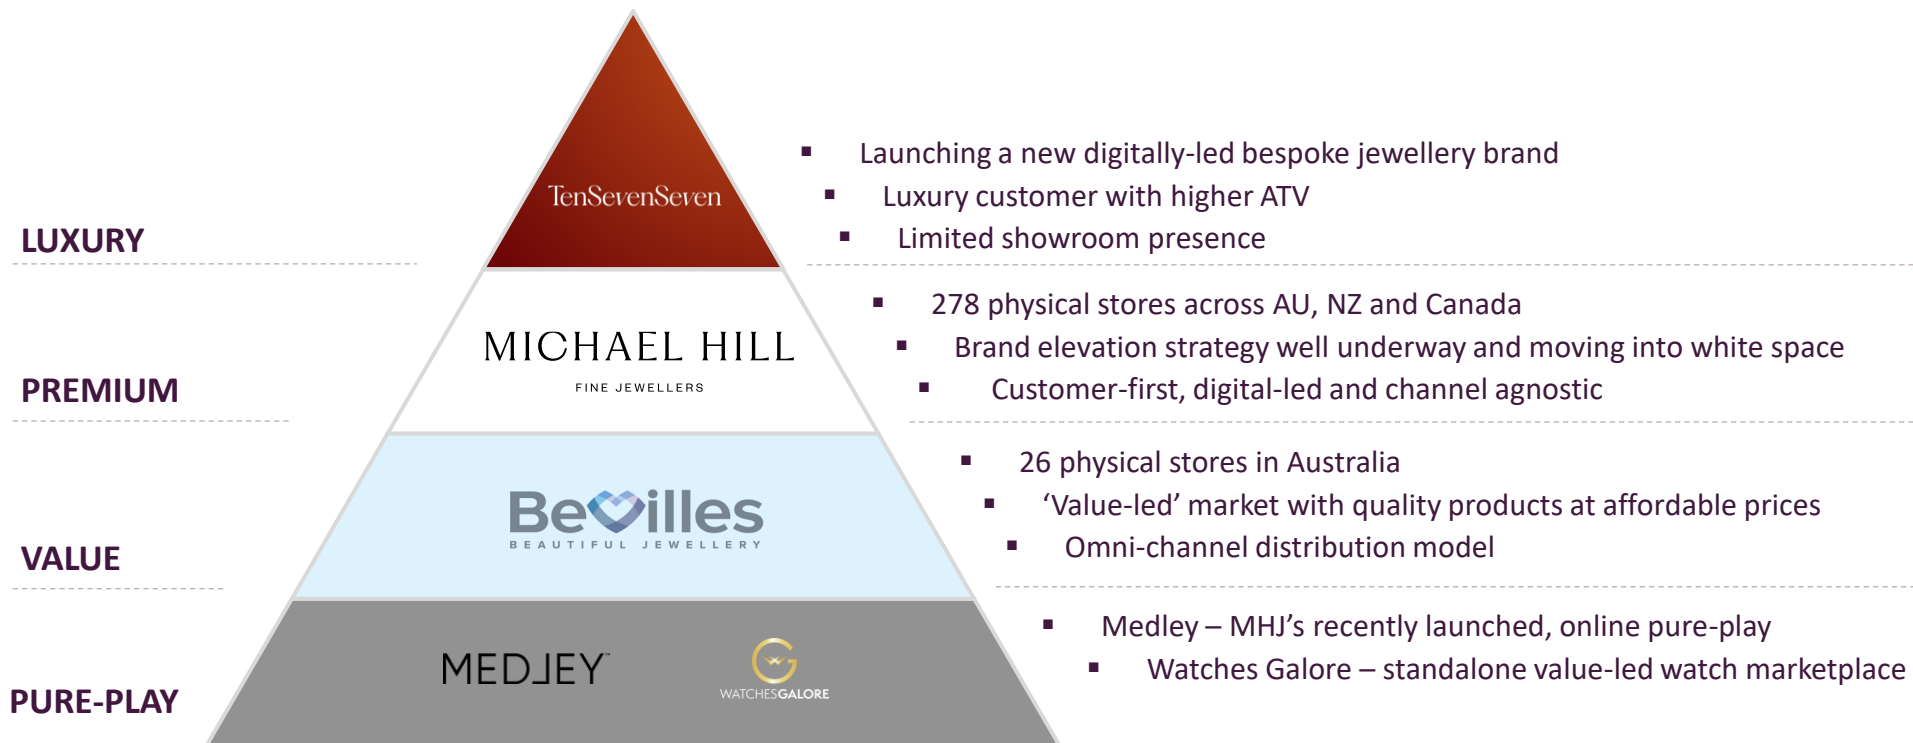 TenSevenSeven
LUXURY
▪ Launching a new digitally-led bespoke jewellery brand
▪ Luxury customer with higher ATV
▪ Limited showroom presence
MICHAEL HILL
FINE JEWELLERS
PREMIUM
▪ 278 physical stores across AU, NZ and Canada
▪ Brand elevation strategy well underway and moving into white space
▪ Customer-first, digital-led and channel agnostic
Bevilles
BEAUTIFUL JEWELLERY
VALUE
▪ 26 physical stores in Australia
▪ ‘Value-led’ market with quality products at affordable prices
▪ Omni-channel distribution model
MEDLEY™
WATCHESGALORE
PURE-PLAY
▪ Medley – MHJ’s recently launched, online pure-play
▪ Watches Galore – standalone value-led watch marketplace